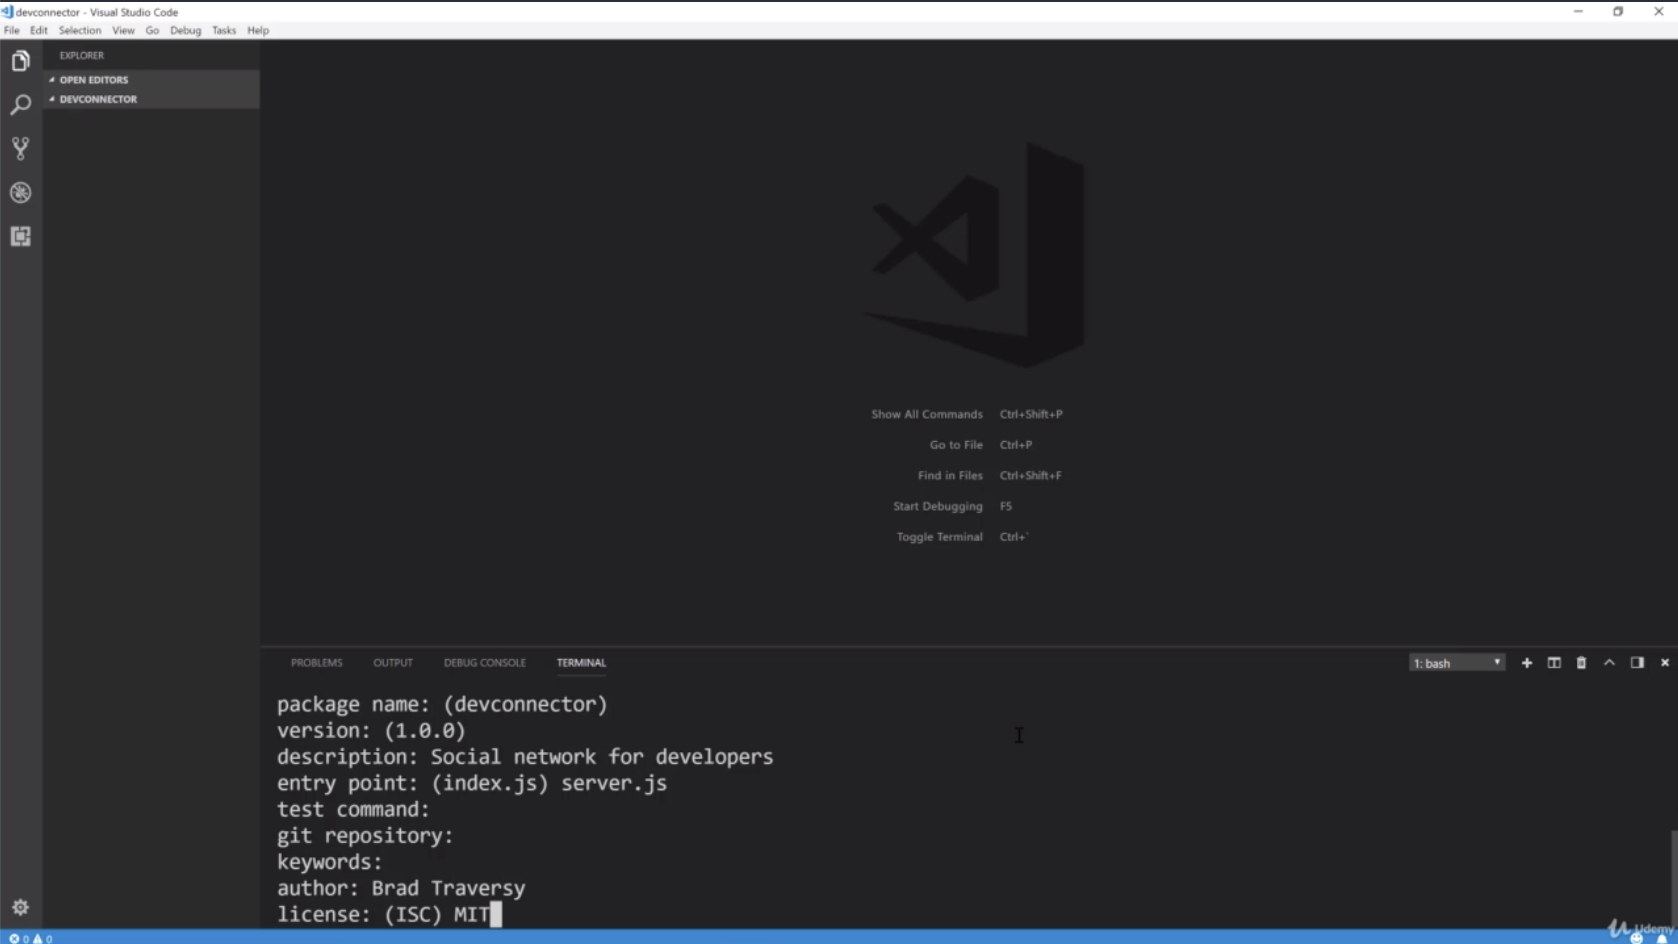 devconnector - Visual Studio Code
File Edit Selection View Go Debug Tasks Help
EXPLORER
OPEN EDITORS
DEVCONNECTOR
Show All Commands Ctrl+Shift+P
Go to File Ctrl+P
Find in Files Ctrl+Shift+F
Start Debugging F5
Toggle Terminal Ctrl+`
PROBLEMS OUTPUT DEBUG CONSOLE TERMINAL 1: bash
package name: (devconnector)
version: (1.0.0)
description: Social network for developers
entry point: (index.js) server.js
test command:
git repository:
keywords:
author: Brad Traversy
license: (ISC) MIT
0 0
Udemy